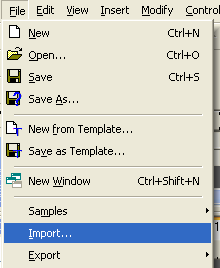 File Edit View Insert Modify Control
New Ctrl+N
Open... Ctrl+O
Save Ctrl+S
Save As...
New from Template...
Save as Template...
New Window Ctrl+Shift+N
Samples
Import...
Export